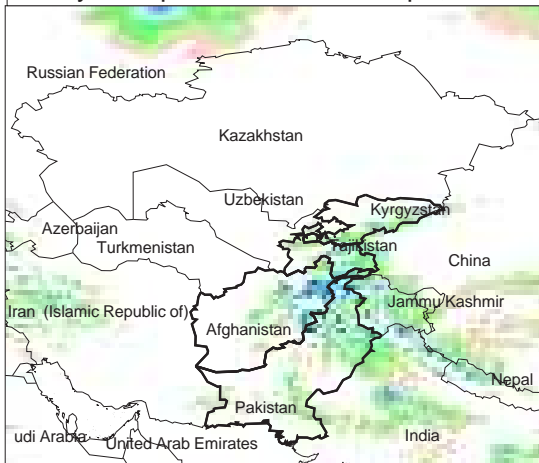 Russian Federation
Kazakhstan
Uzbekistan
Kyrgyzstan
Azerbaijan
Turkmenistan
Tajikistan
China
Iran (Islamic Republic of)
Jammu/Kashmir
Afghanistan
Nepal
Pakistan
udi Arabia
United Arab Emirates
India